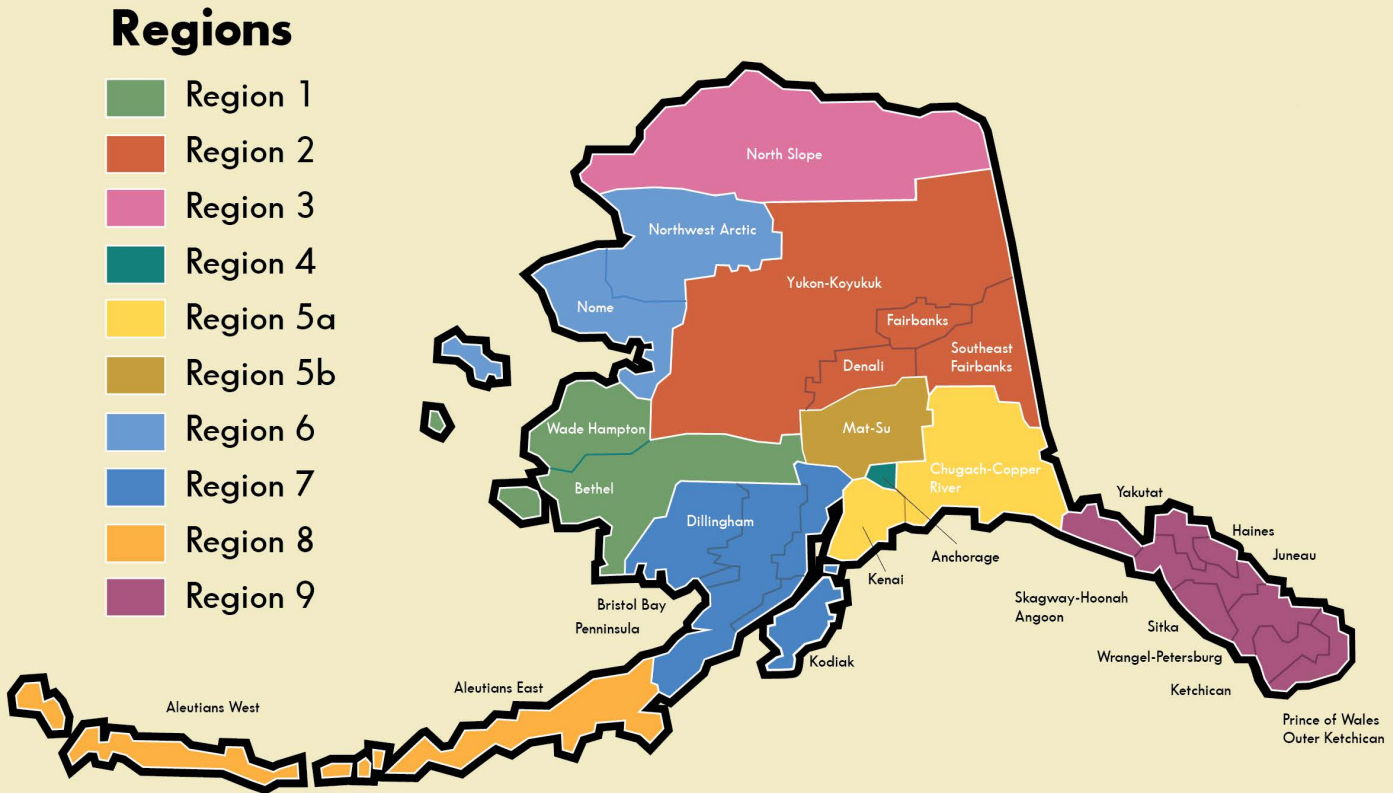 Regions
Region 1
Region 2
Region 3
Region 4
Region 5a
Region 5b
Region 6
Region 7
Region 8
Region 9
North Slope
Northwest Arctic
Nome
Yukon-Koyukuk
Fairbanks
Southeast
Fairbanks
Denali
Wade Hampton
Mat-Su
Bethel
Chugach-Copper
River
Dillingham
Anchorage
Kenai
Bristol Bay
Penninsula
Kodiak
Yakutat
Haines
Juneau
Skagway-Hoonah
Angoon
Sitka
Wrangel-Petersburg
Ketchican
Prince of Wales
Outer Ketchican
Aleutians East
Aleutians West